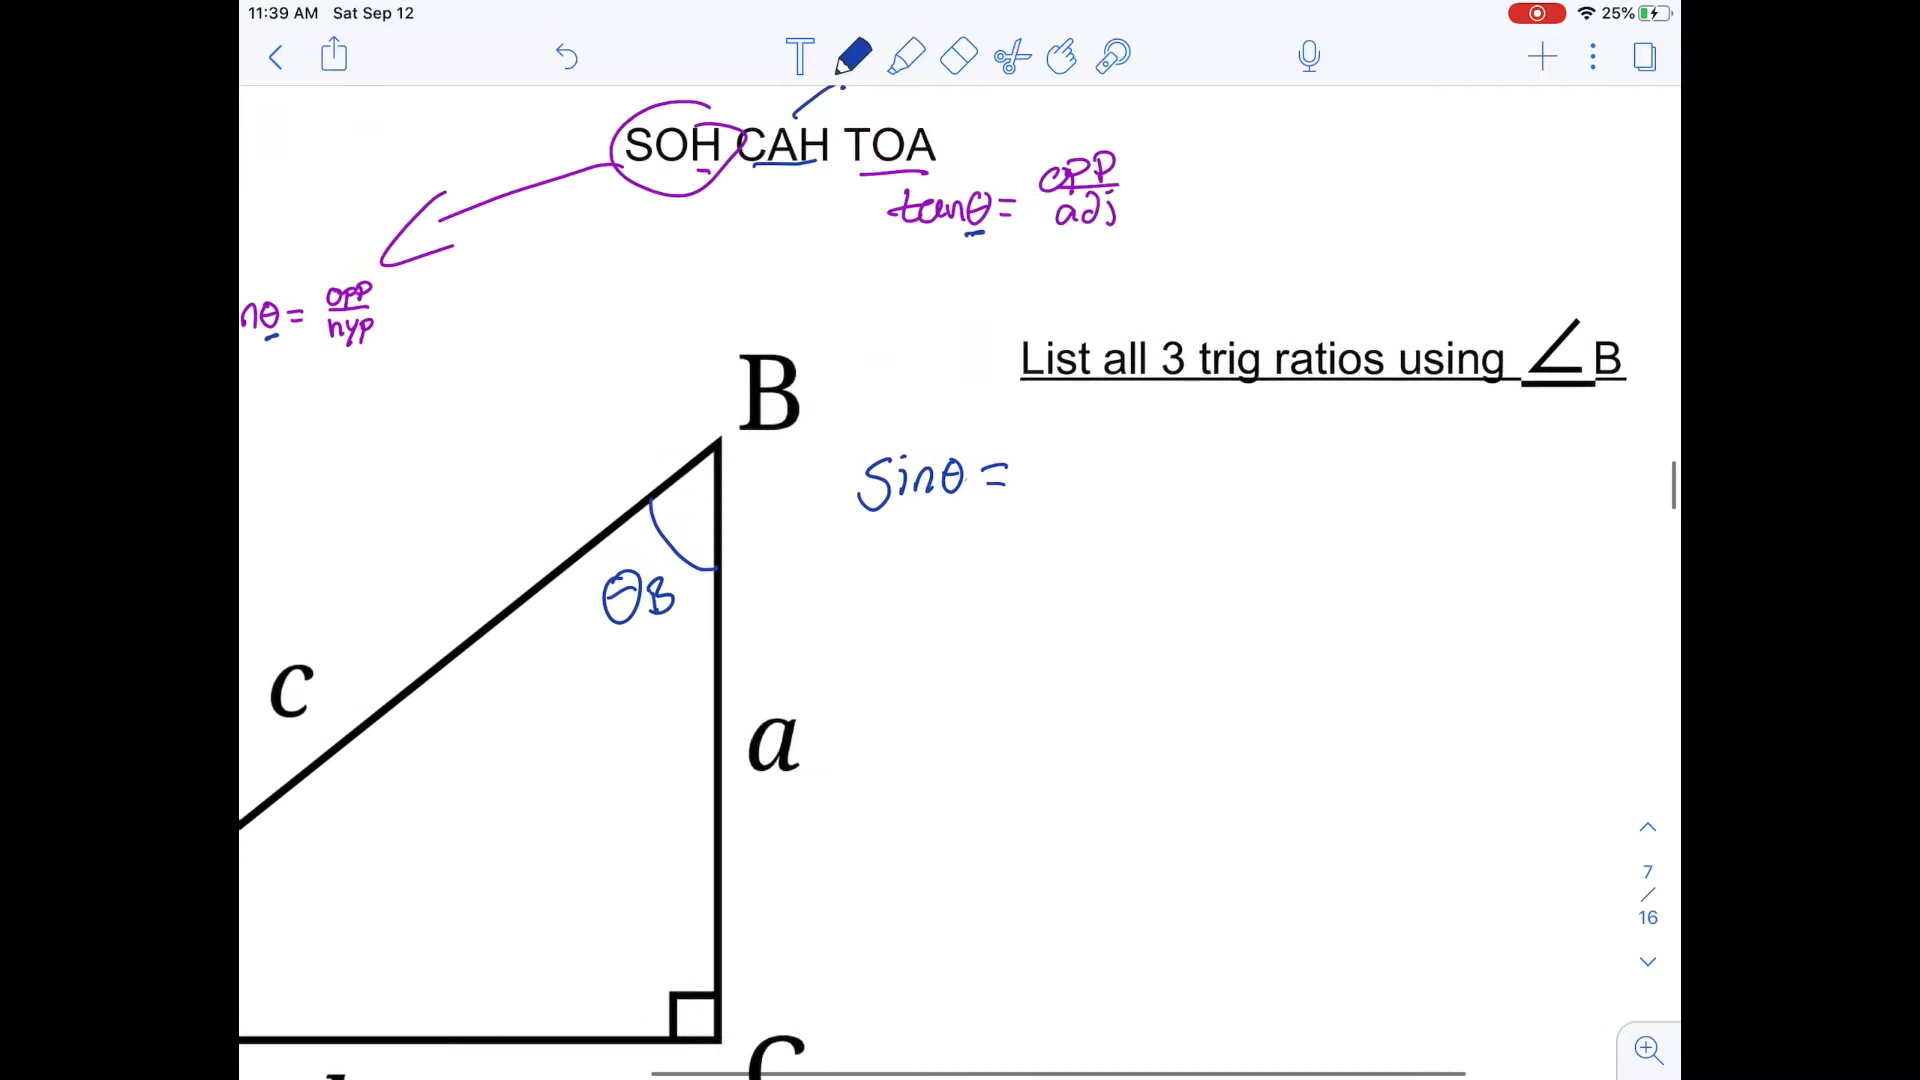 11:39 AM Sat Sep 12
25%
T
SOH CAH TOA
tanθ = opp/adj
nθ = opp/hyp
List all 3 trig ratios using ∠B
B
sinθ =
θB
c
a
7
/
16
C